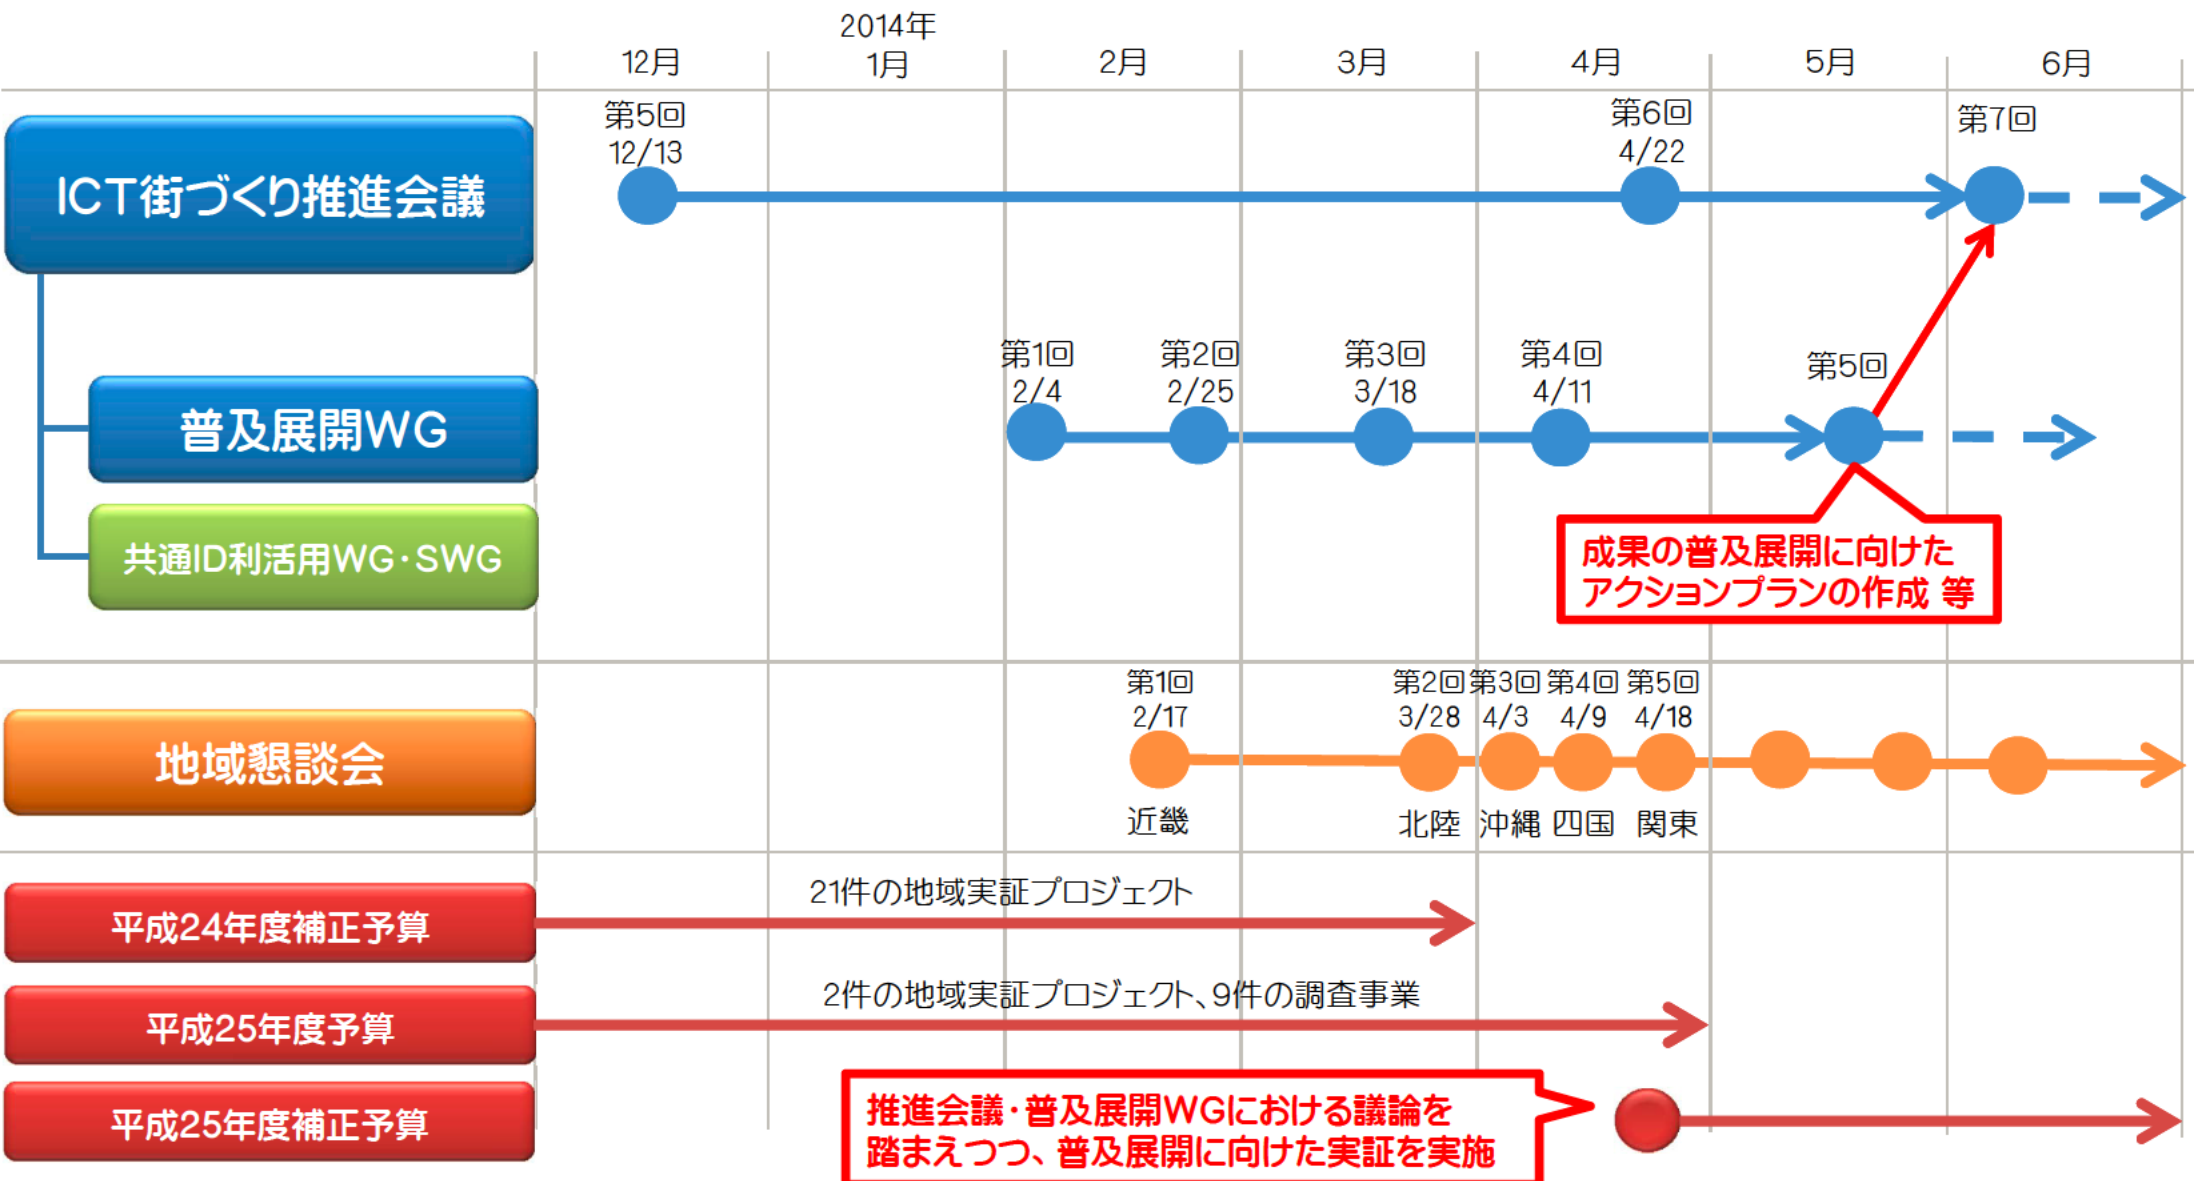 2014年
12月 1月 2月 3月 4月 5月 6月
第5回 第6回 第7回
12/13 4/22
ICT街づくり推進会議
第1回 第2回 第3回 第4回 第5回
2/4 2/25 3/18 4/11
普及展開WG
共通ID利活用WG・SWG
成果の普及展開に向けた
アクションプランの作成 等
第1回 第2回 第3回 第4回 第5回
2/17 3/28 4/3 4/9 4/18
地域懇談会
近畿 北陸 沖縄 四国 関東
21件の地域実証プロジェクト
平成24年度補正予算
2件の地域実証プロジェクト、9件の調査事業
平成25年度予算
平成25年度補正予算
推進会議・普及展開WGにおける議論を
踏まえつつ、普及展開に向けた実証を実施